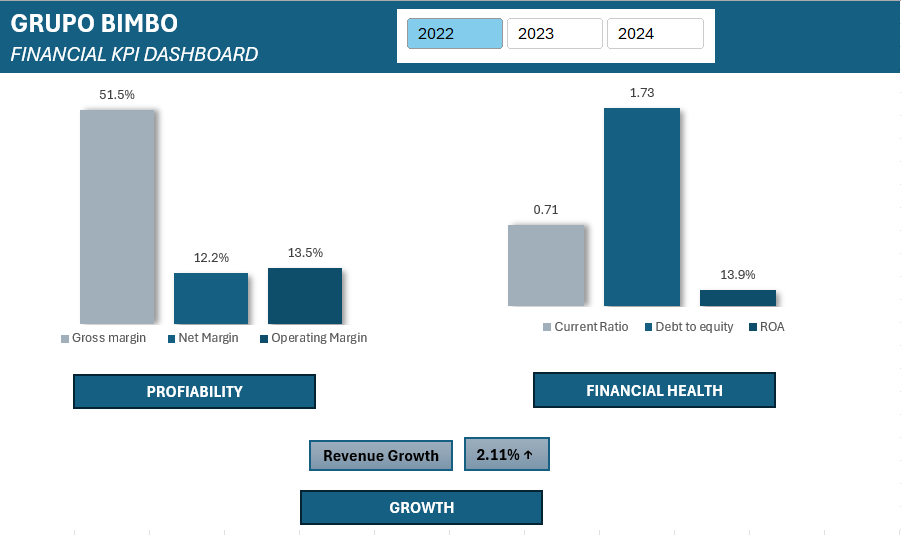 GRUPO BIMBO
FINANCIAL KPI DASHBOARD
2022 2023 2024
51.5%
12.2%
13.5%
Gross margin Net Margin Operating Margin
PROFIABILITY
0.71
1.73
13.9%
Current Ratio Debt to equity ROA
FINANCIAL HEALTH
Revenue Growth 2.11% ↑
GROWTH